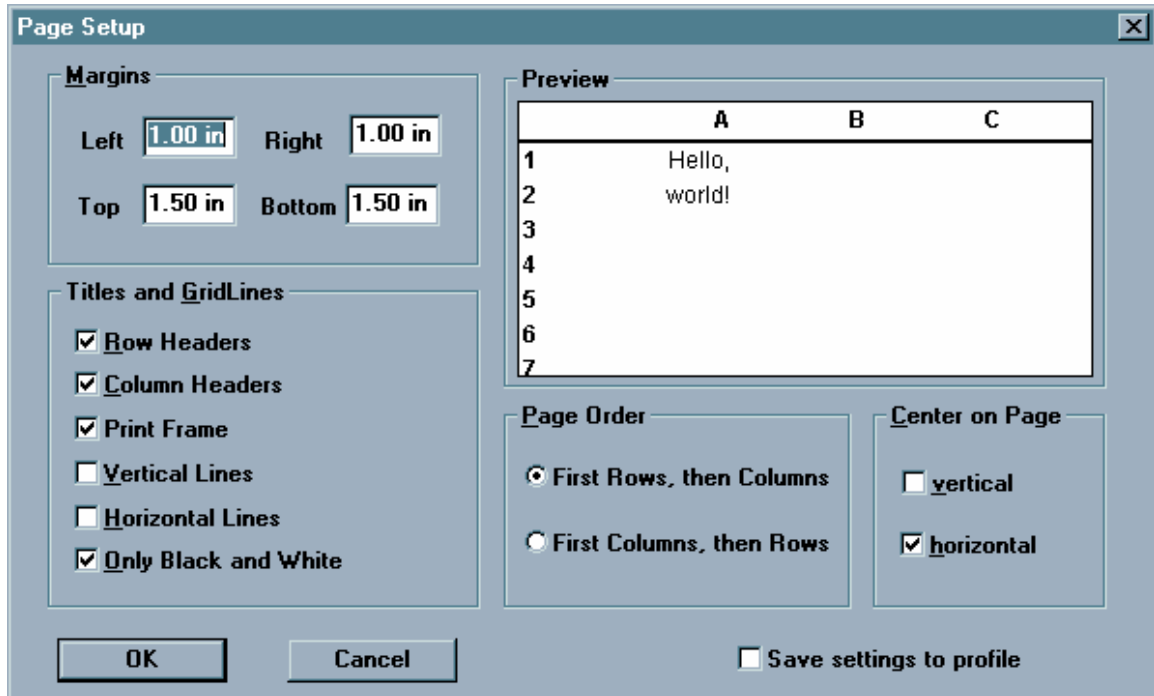 Page Setup
Margins
Left 1.00 in Right 1.00 in
Top 1.50 in Bottom 1.50 in
Titles and GridLines
Row Headers
Column Headers
Print Frame
Vertical Lines
Horizontal Lines
Only Black and White
Preview
A B C
1 Hello,
2 world!
3
4
5
6
7
Page Order
First Rows, then Columns
First Columns, then Rows
Center on Page
vertical
horizontal
OK Cancel Save settings to profile